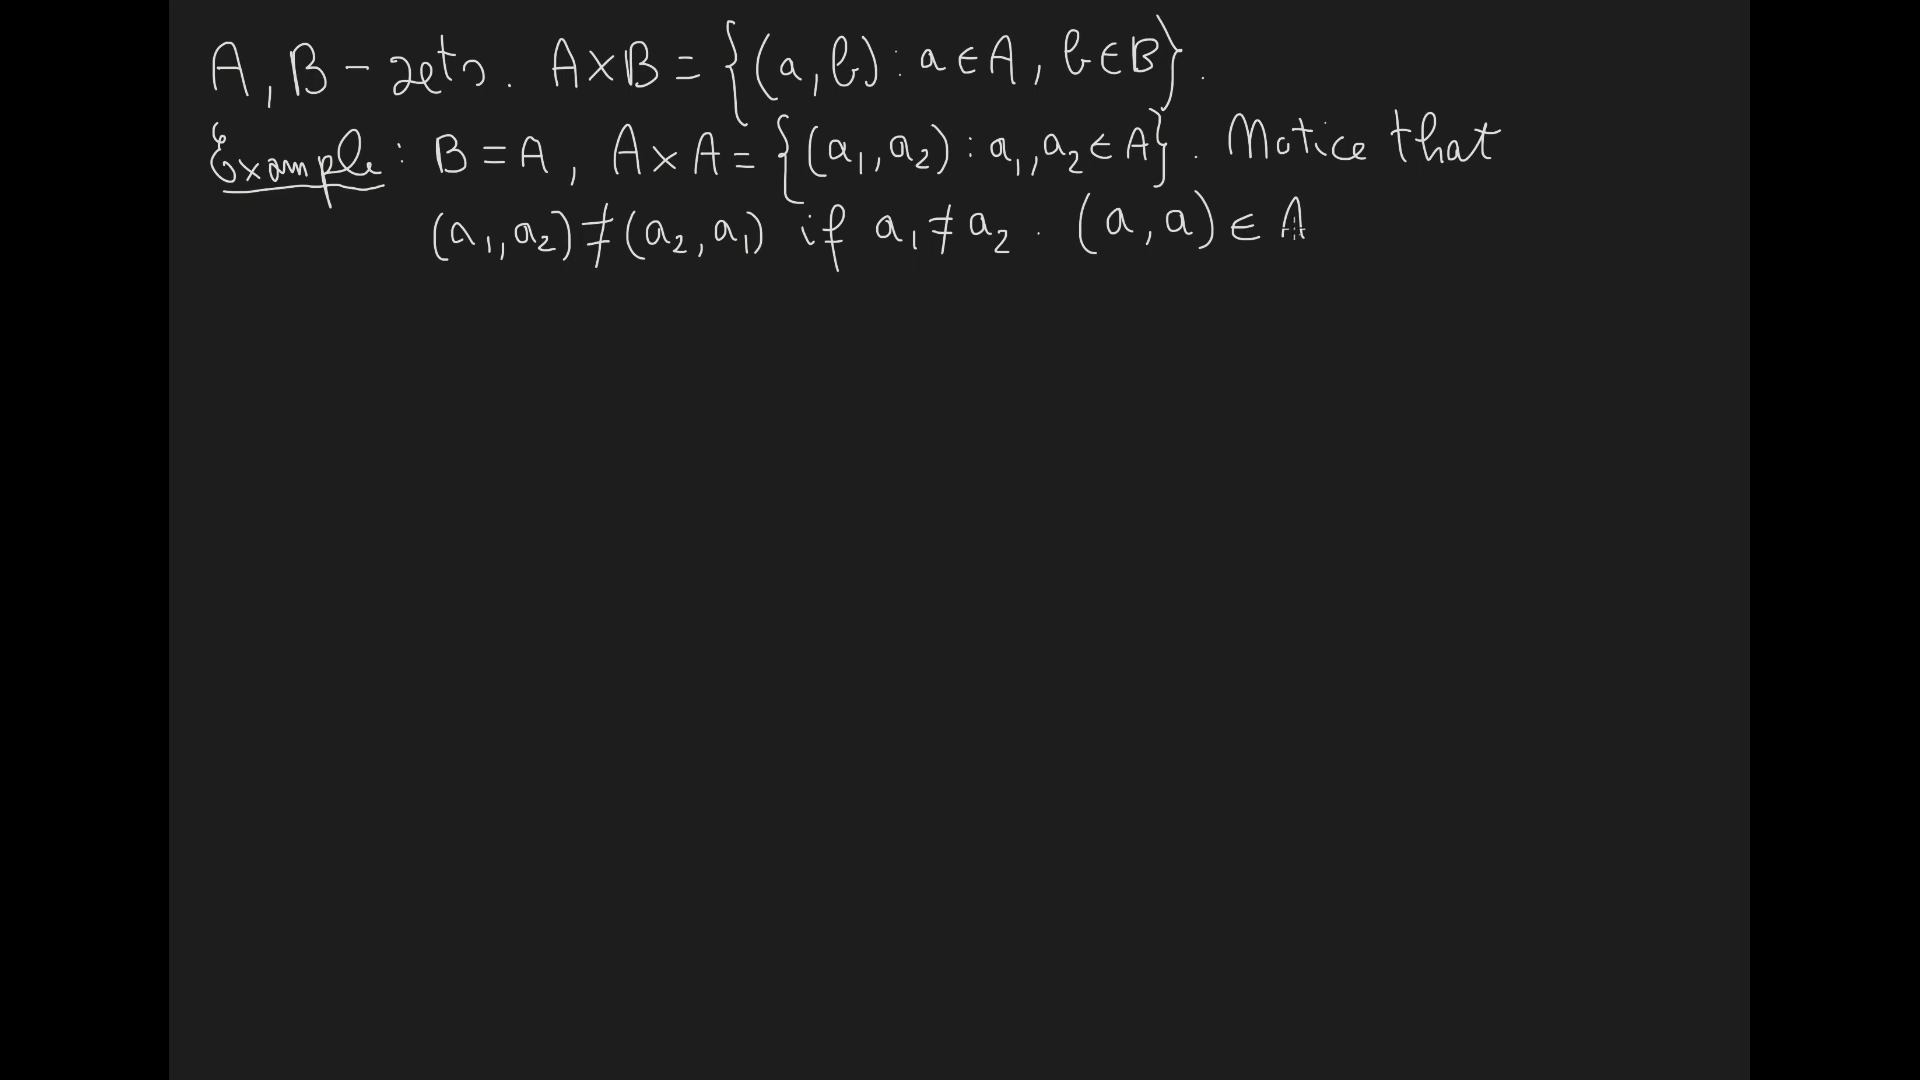 A, B - sets. A×B = {(a, b) : a ∈ A, b ∈ B}.
Example: B = A, A×A = {(a₁, a₂) : a₁, a₂ ∈ A}. Notice that
(a₁, a₂) ≠ (a₂, a₁) if a₁ ≠ a₂. (a, a) ∈ A